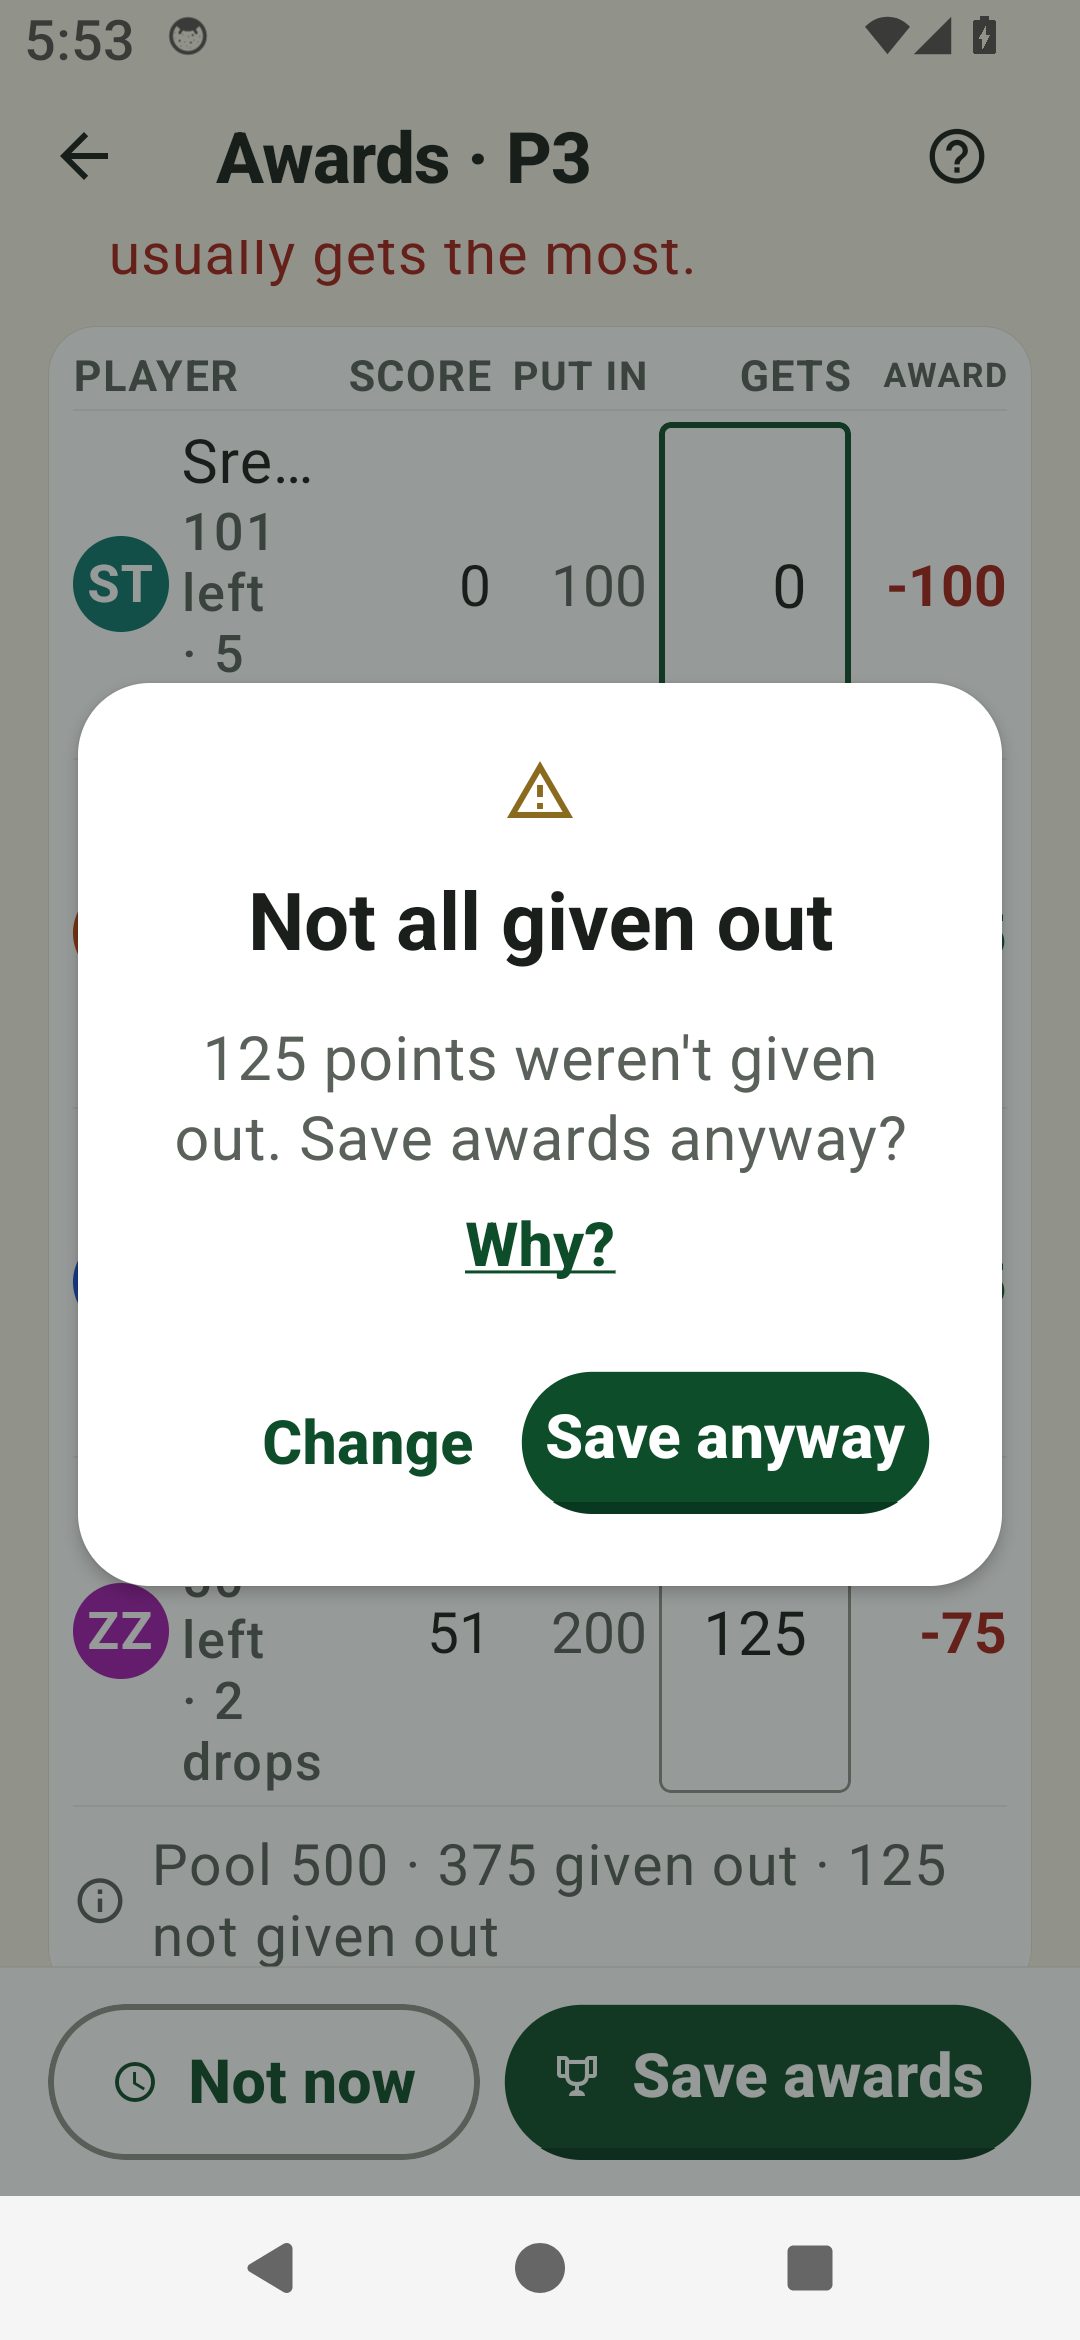 5:53
Awards · P3
usually gets the most.
PLAYER SCORE PUT IN GETS AWARD
Sre...
101
left
· 5
ST 0 100 0 -100
Not all given out
125 points weren't given
out. Save awards anyway?
Why?
Change Save anyway
ZZ left 51 200 125 -75
· 2
drops
Pool 500 · 375 given out · 125
not given out
Not now Save awards